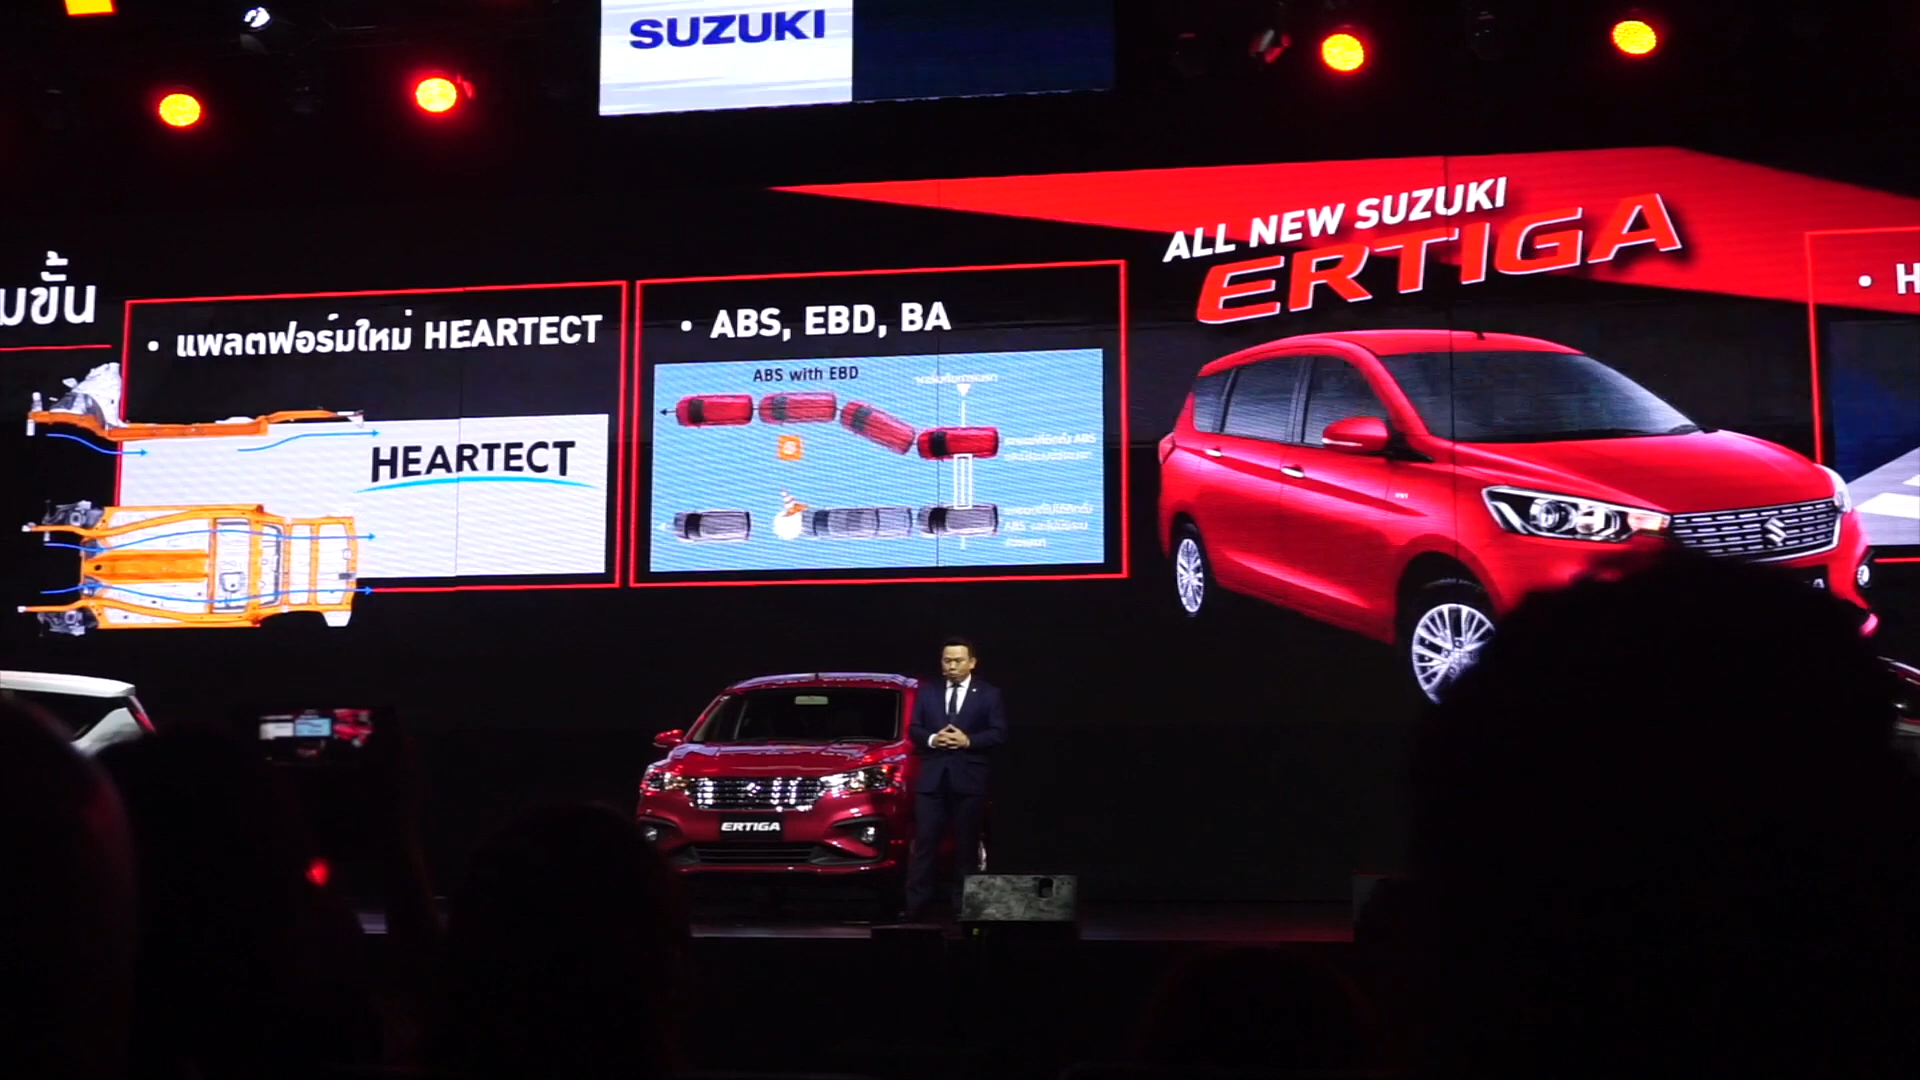 SUZUKI
ALL NEW SUZUKI
ERTIGA
มขั้น
• แพลตฟอร์มใหม่ HEARTECT
HEARTECT
• ABS, EBD, BA
ABS with EBD
• H
ERTIGA